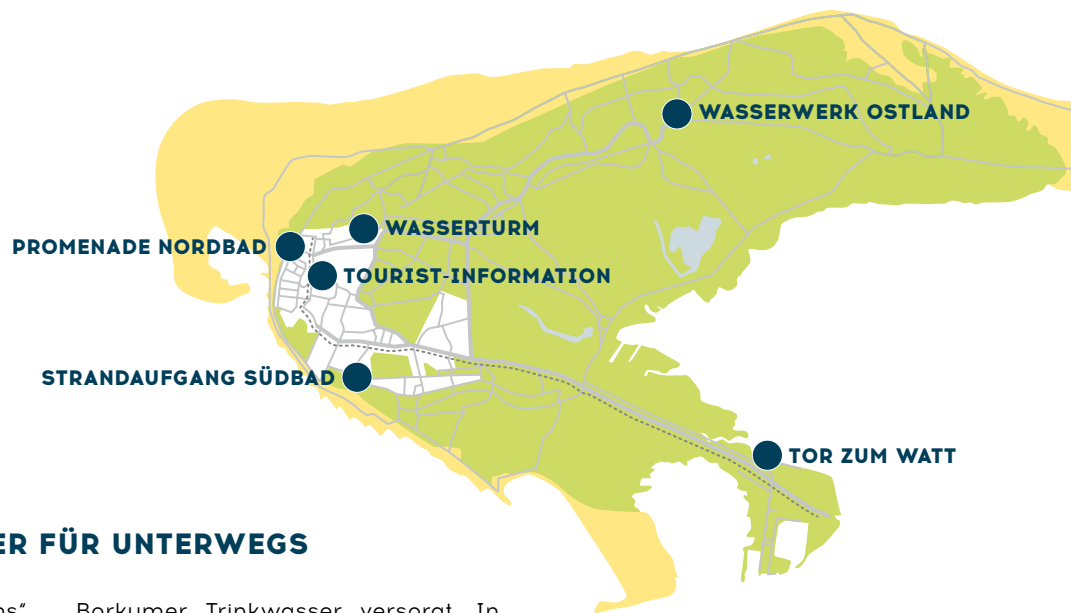 WASSERWERK OSTLAND
WASSERTURM
PROMENADE NORDBAD
TOURIST-INFORMATION
STRANDAUFGANG SÜDBAD
TOR ZUM WATT
ER FÜR UNTERWEGS
ns“ Borkumer Trinkwasser versorgt. In